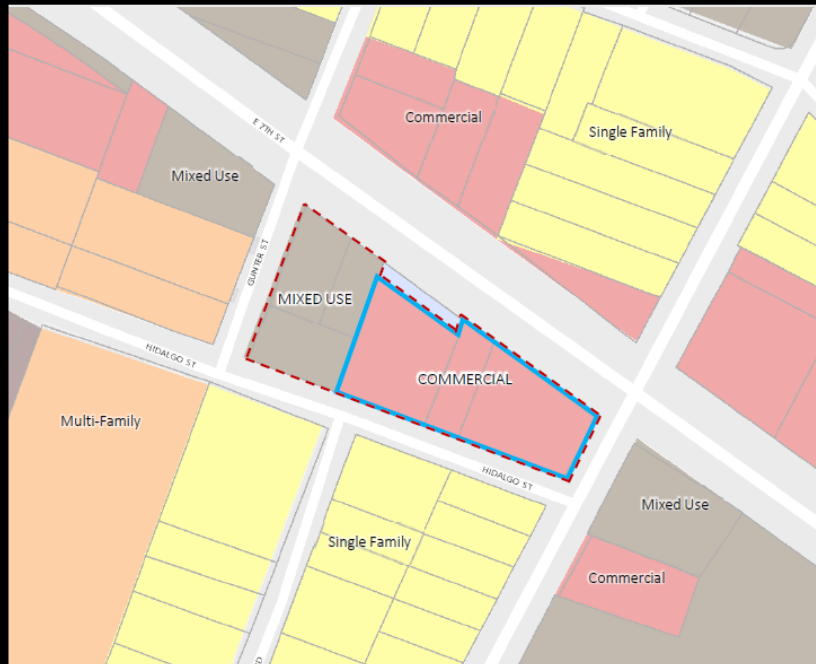 Commercial
E 7TH ST
Single Family
Mixed Use
GUNTER ST
MIXED USE
HIDALGO ST
COMMERCIAL
Multi-Family
HIDALGO ST
Mixed Use
Single Family
Commercial